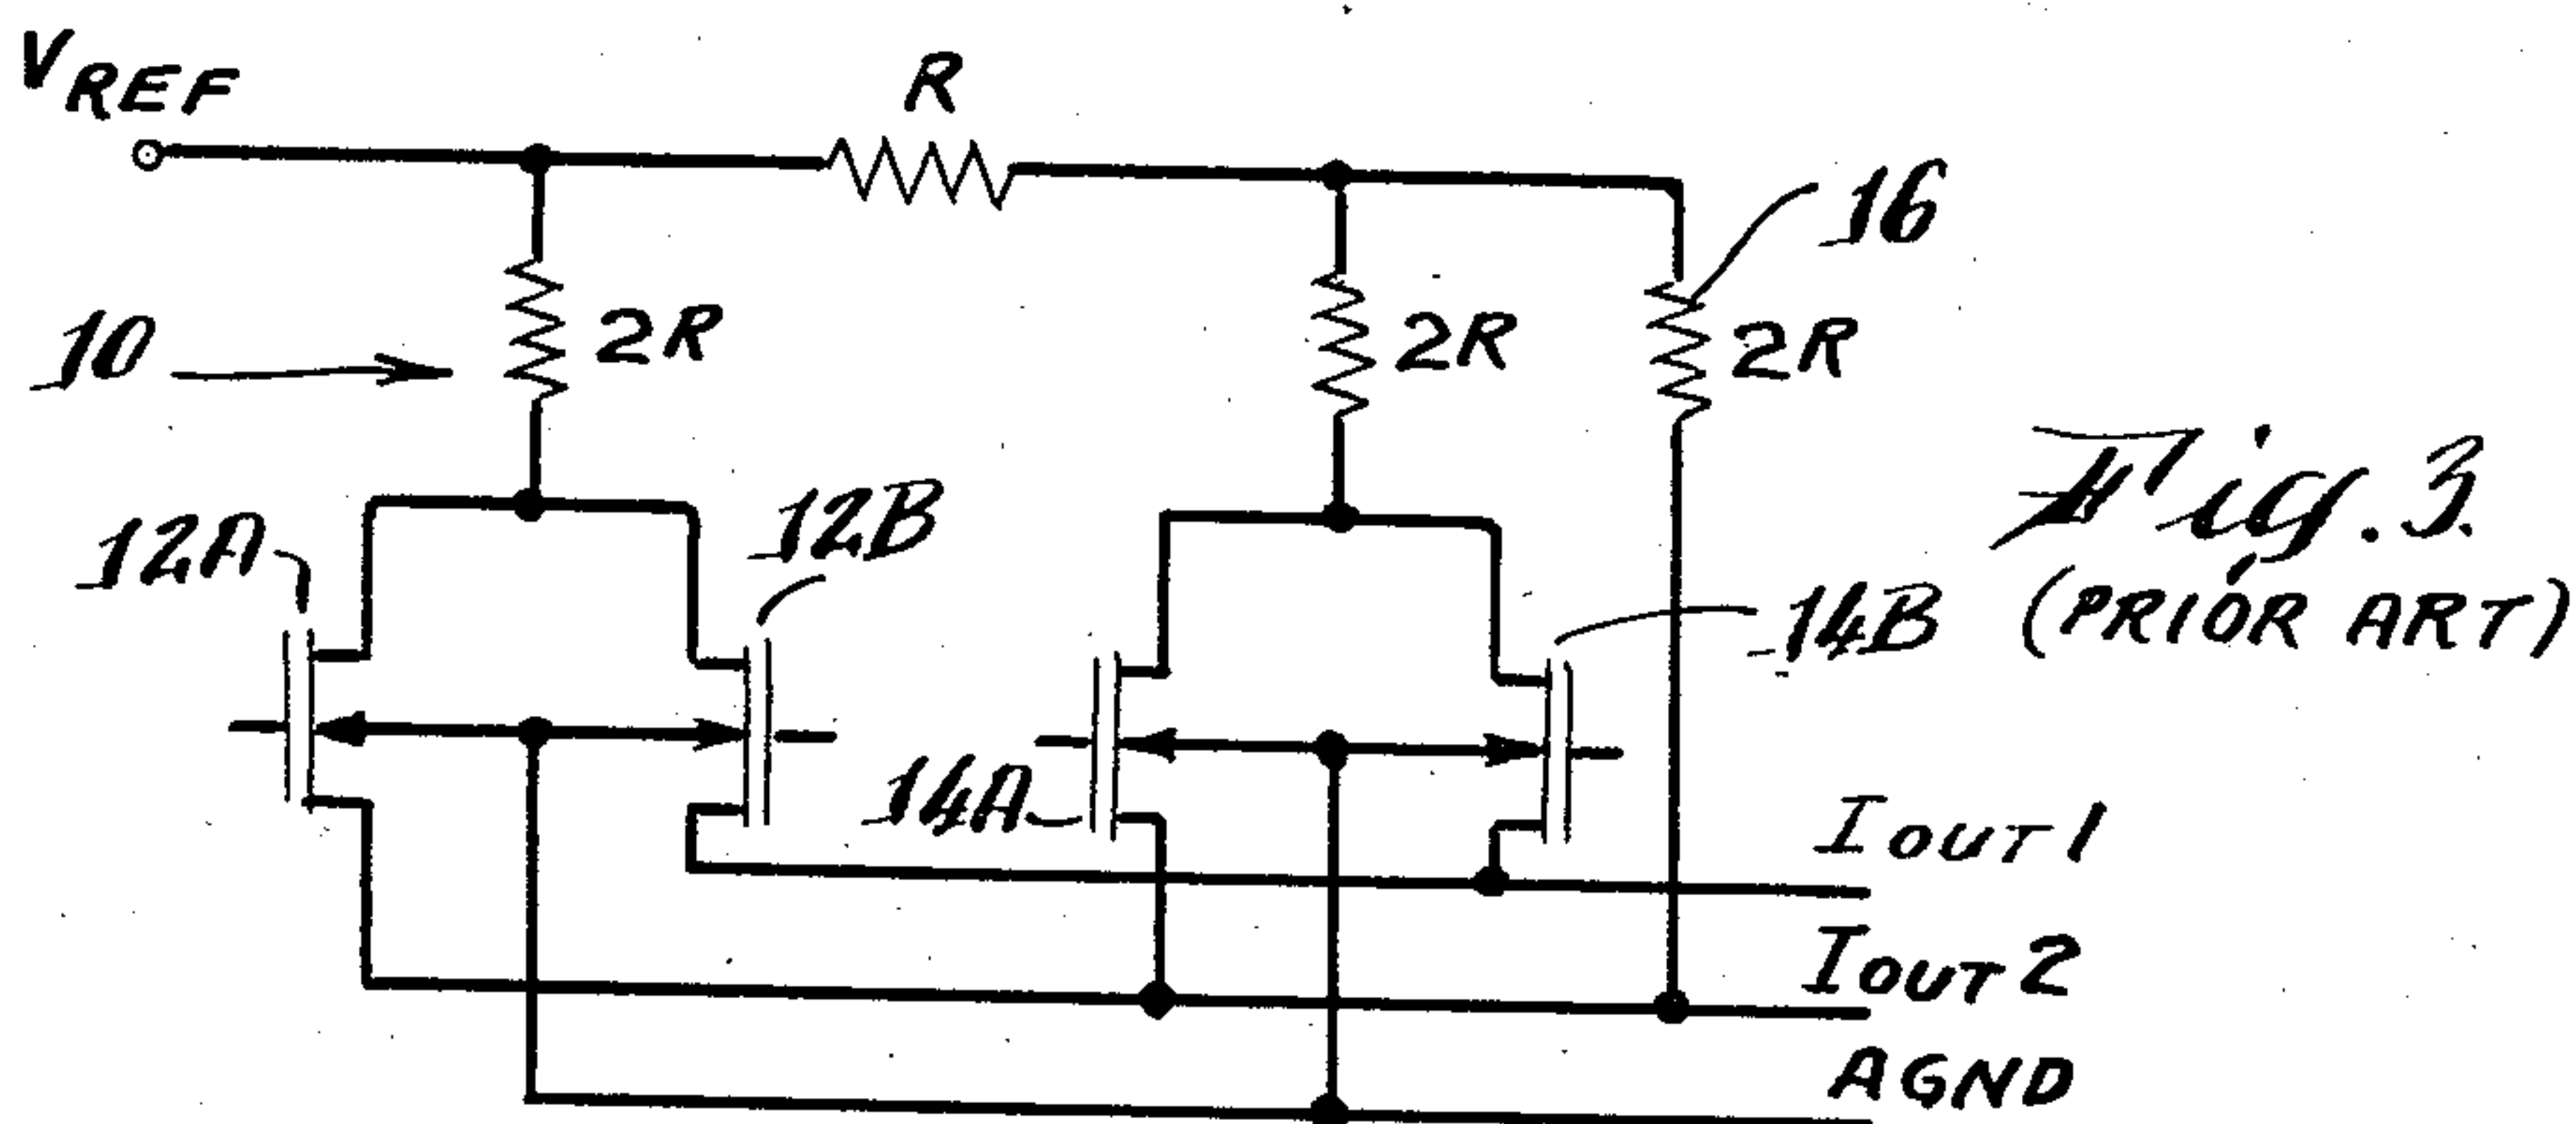 VREF
R
16
10
2R
2R
2R
12A
12B
Fig. 3.
14B
(PRIOR ART)
14A
IOUT1
IOUT2
AGND